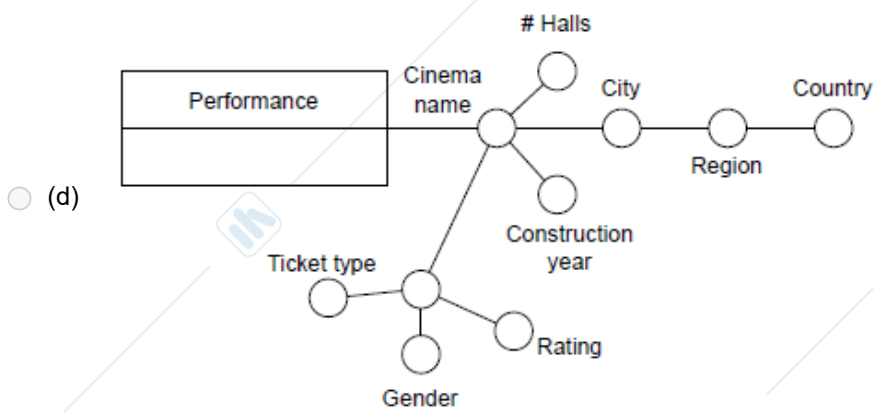 # Halls
Cinema
name
City
Country
Performance
Region
(d)
Construction
year
Ticket type
Rating
Gender